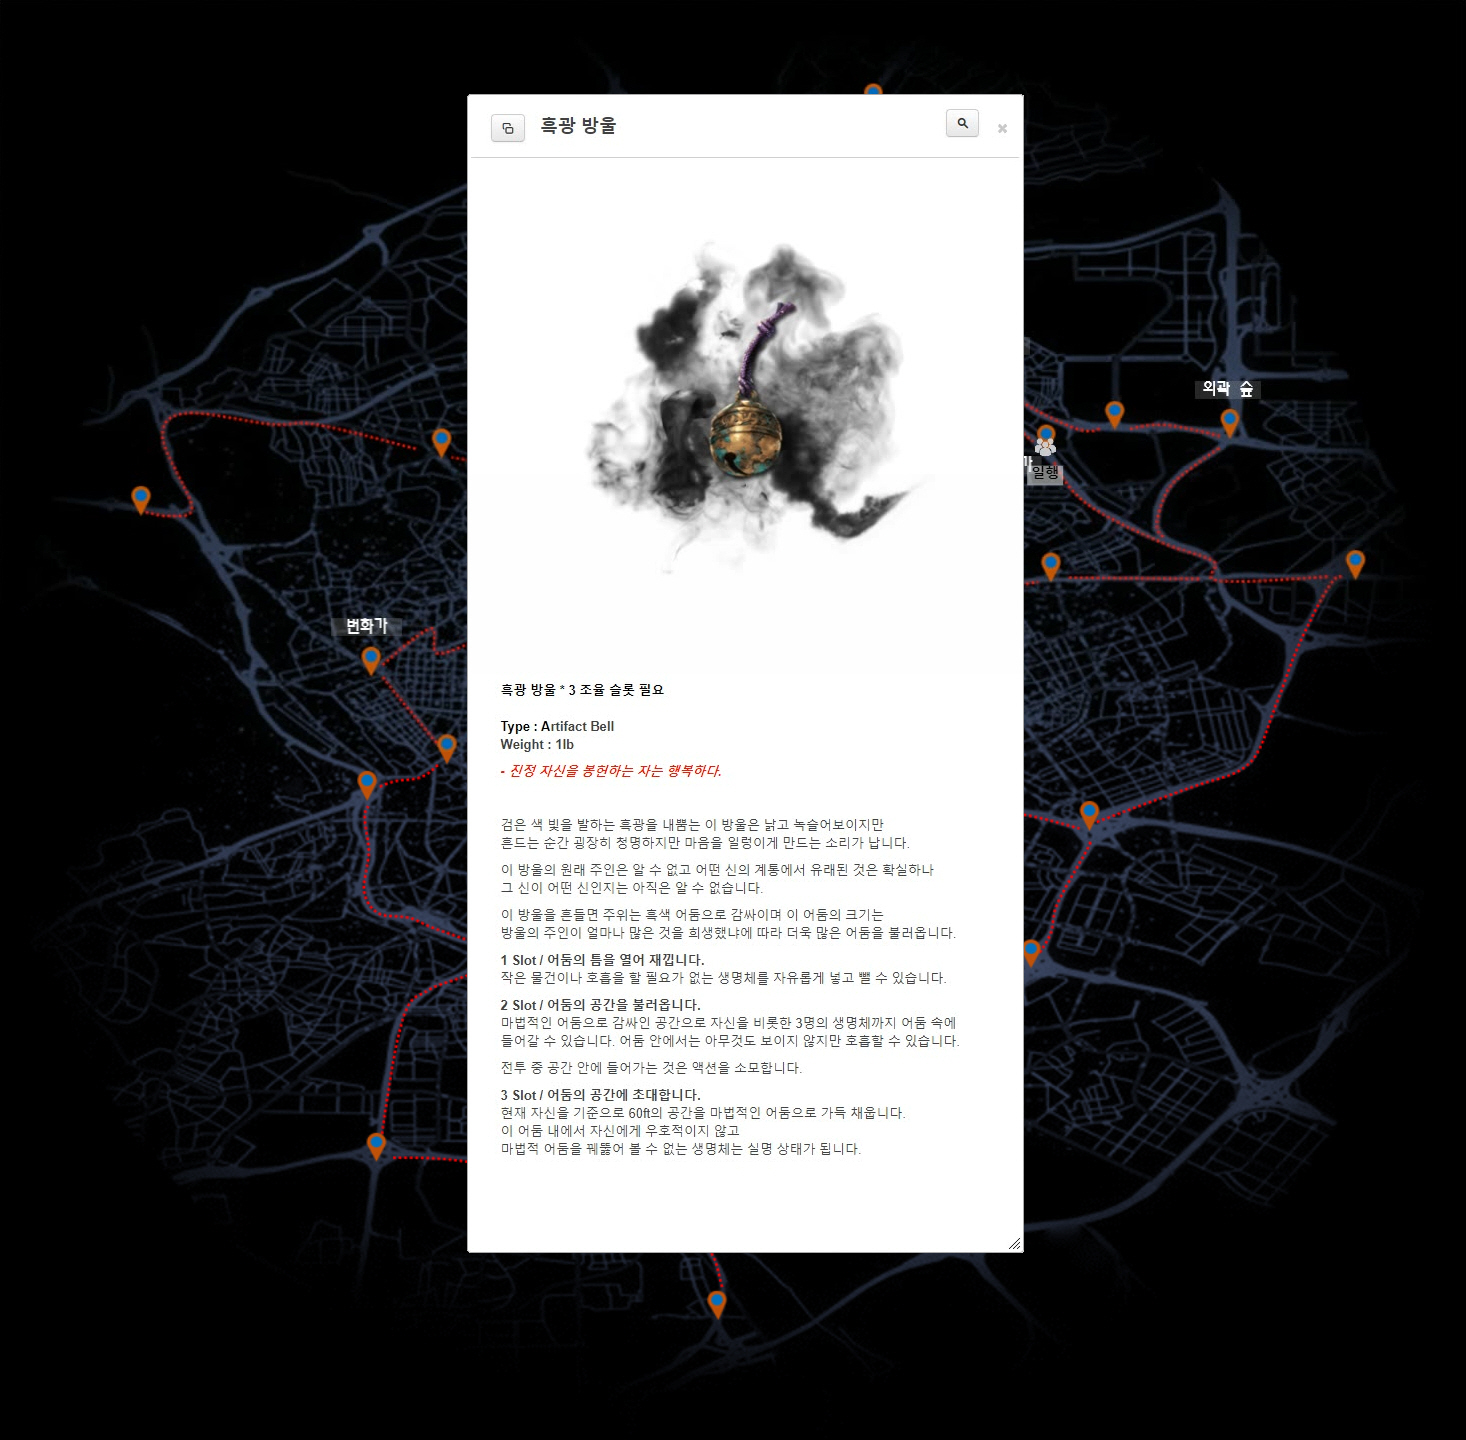 흑광 방울
외곽 숲
일행
번화가
흑광 방울 * 3 조율 슬롯 필요
Type : Artifact Bell
Weight : 1lb
- 진정 자신을 봉헌하는 자는 행복하다.
검은 색 빛을 발하는 흑광을 내뿜는 이 방울은 낡고 녹슬어보이지만
흔드는 순간 굉장히 청명하지만 마음을 일렁이게 만드는 소리가 납니다.
이 방울의 원래 주인은 알 수 없고 어떤 신의 계통에서 유래된 것은 확실하나
그 신이 어떤 신인지는 아직은 알 수 없습니다.
이 방울을 흔들면 주위는 흑색 어둠으로 감싸이며 이 어둠의 크기는
방울의 주인이 얼마나 많은 것을 희생했냐에 따라 더욱 많은 어둠을 불러옵니다.
1 Slot / 어둠의 틈을 열어 재낍니다.
작은 물건이나 호흡을 할 필요가 없는 생명체를 자유롭게 넣고 뺄 수 있습니다.
2 Slot / 어둠의 공간을 불러옵니다.
마법적인 어둠으로 감싸인 공간으로 자신을 비롯한 3명의 생명체까지 어둠 속에
들어갈 수 있습니다. 어둠 안에서는 아무것도 보이지 않지만 호흡할 수 있습니다.
전투 중 공간 안에 들어가는 것은 액션을 소모합니다.
3 Slot / 어둠의 공간에 초대합니다.
현재 자신을 기준으로 60ft의 공간을 마법적인 어둠으로 가득 채웁니다.
이 어둠 내에서 자신에게 우호적이지 않고
마법적 어둠을 꿰뚫어 볼 수 없는 생명체는 실명 상태가 됩니다.